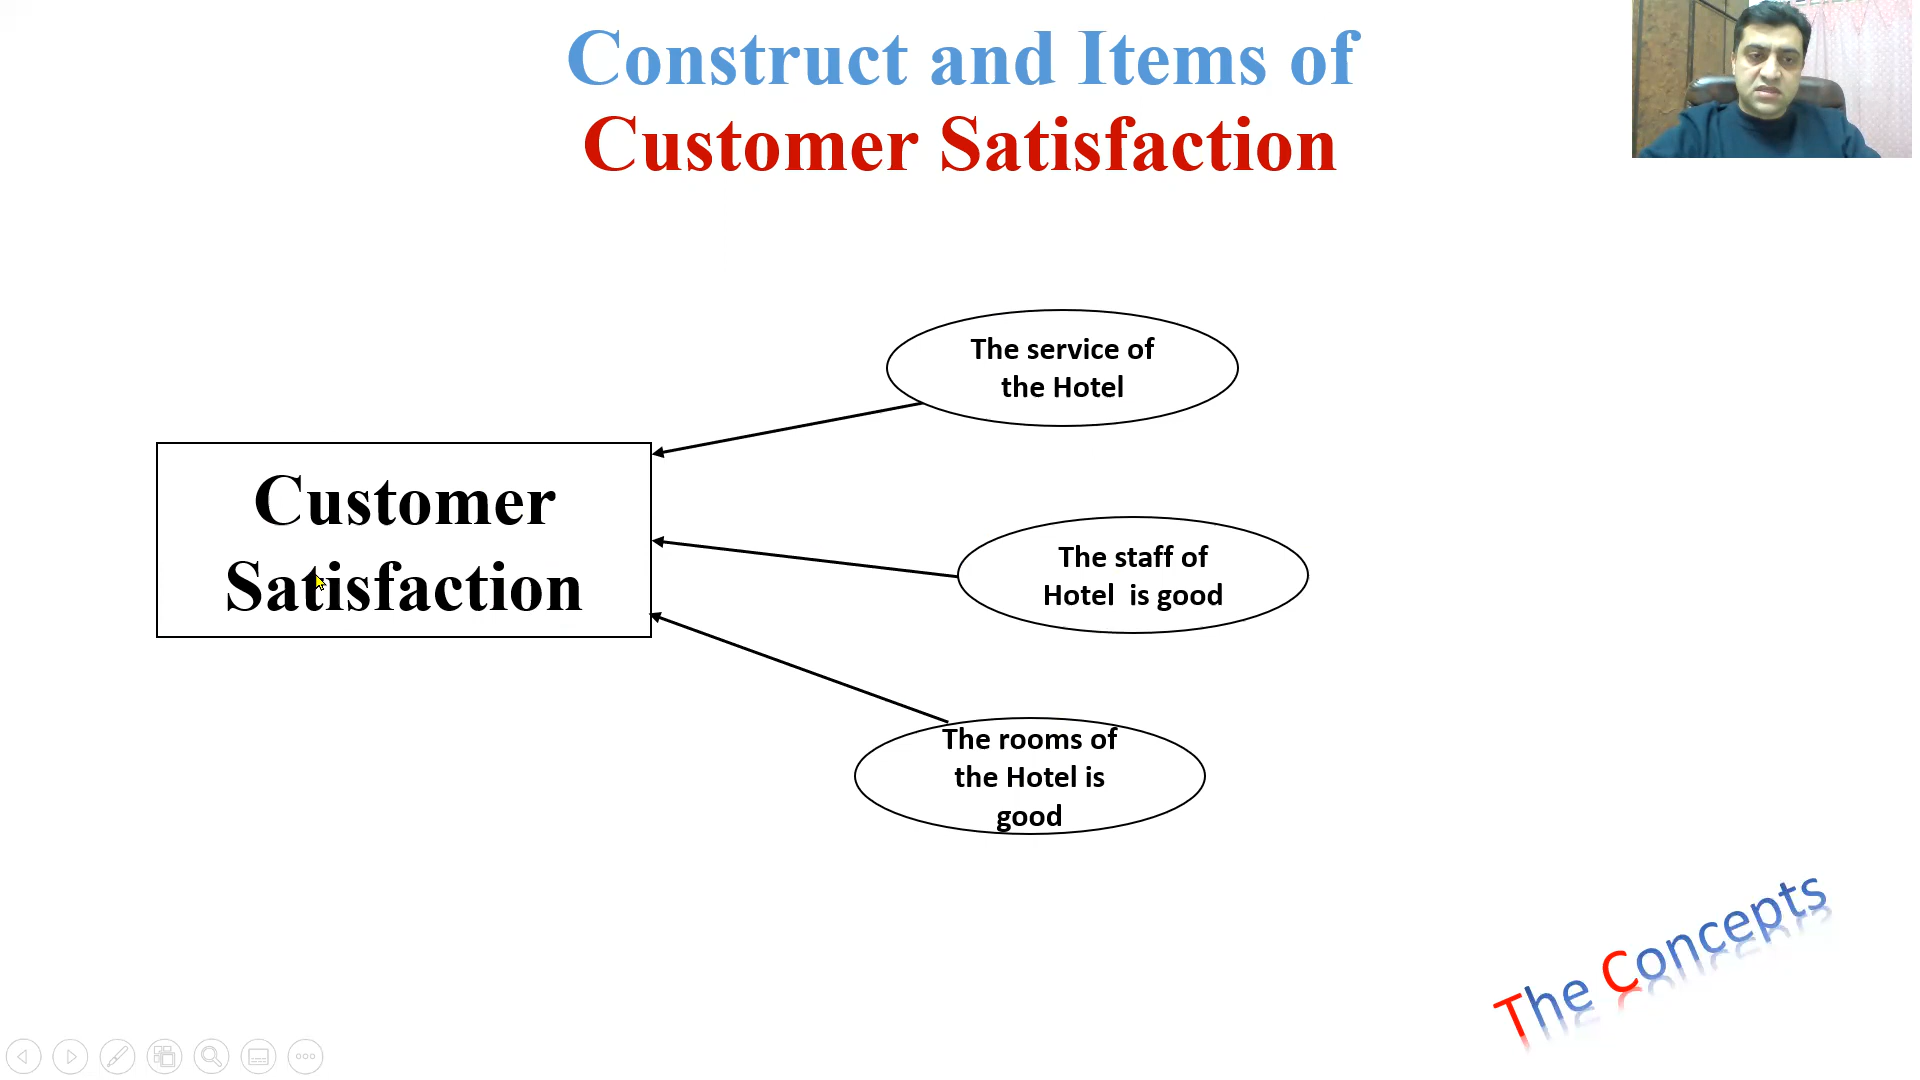 Construct and Items of
Customer Satisfaction
The service of
the Hotel
Customer
Satisfaction
The staff of
Hotel  is good
The rooms of
the Hotel is
good
The Concepts